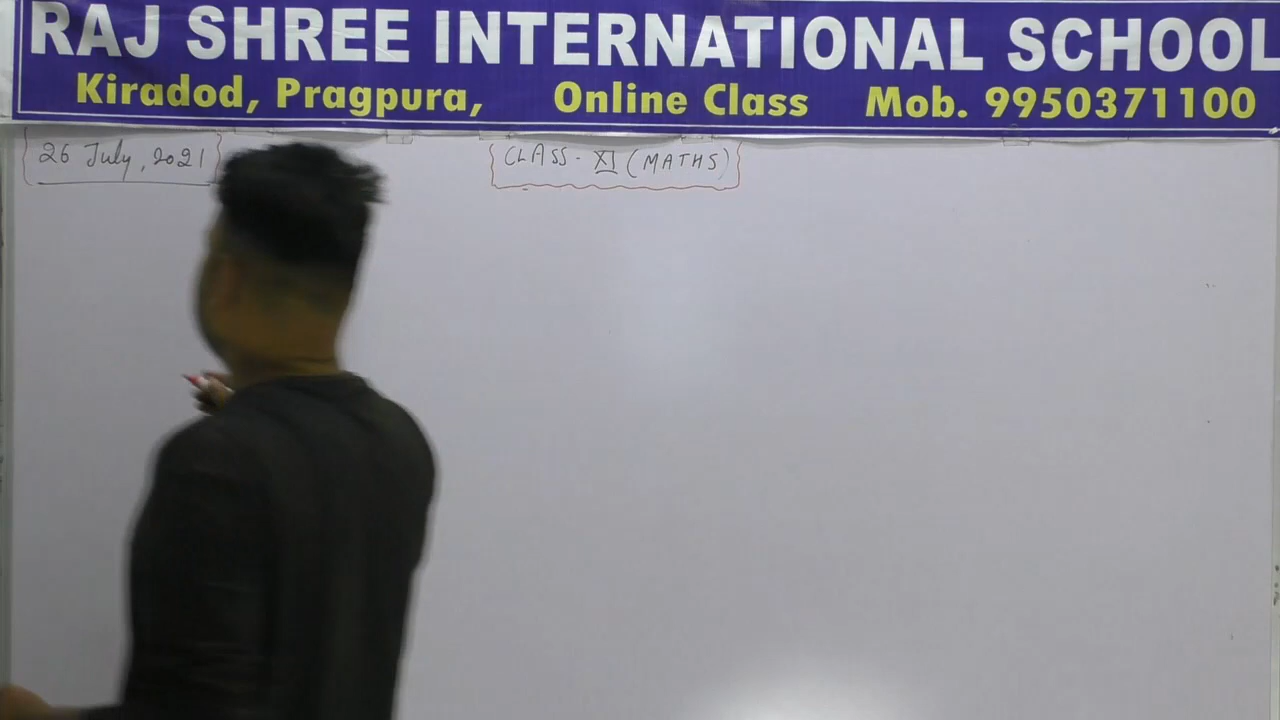 RAJ SHREE INTERNATIONAL SCHOOL
Kiradod, Pragpura, Online Class Mob. 9950371100
26 July, 2021
CLASS - XI (MATHS)